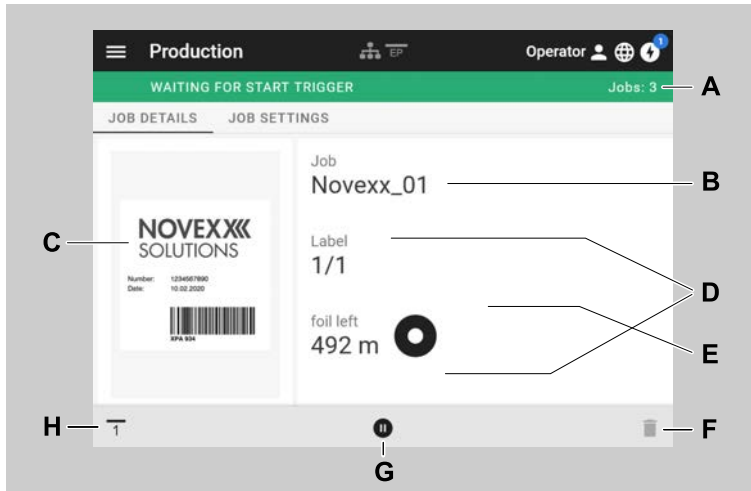 Production
EP
Operator
1
WAITING FOR START TRIGGER
Jobs: 3
A
JOB DETAILS
JOB SETTINGS
Job
Novexx_01
B
NOVEXX
SOLUTIONS
C
Number: 1234567890
Date: 10.02.2020
XPA 934
Label
1/1
D
foil left
492 m
E
H
1
G
F